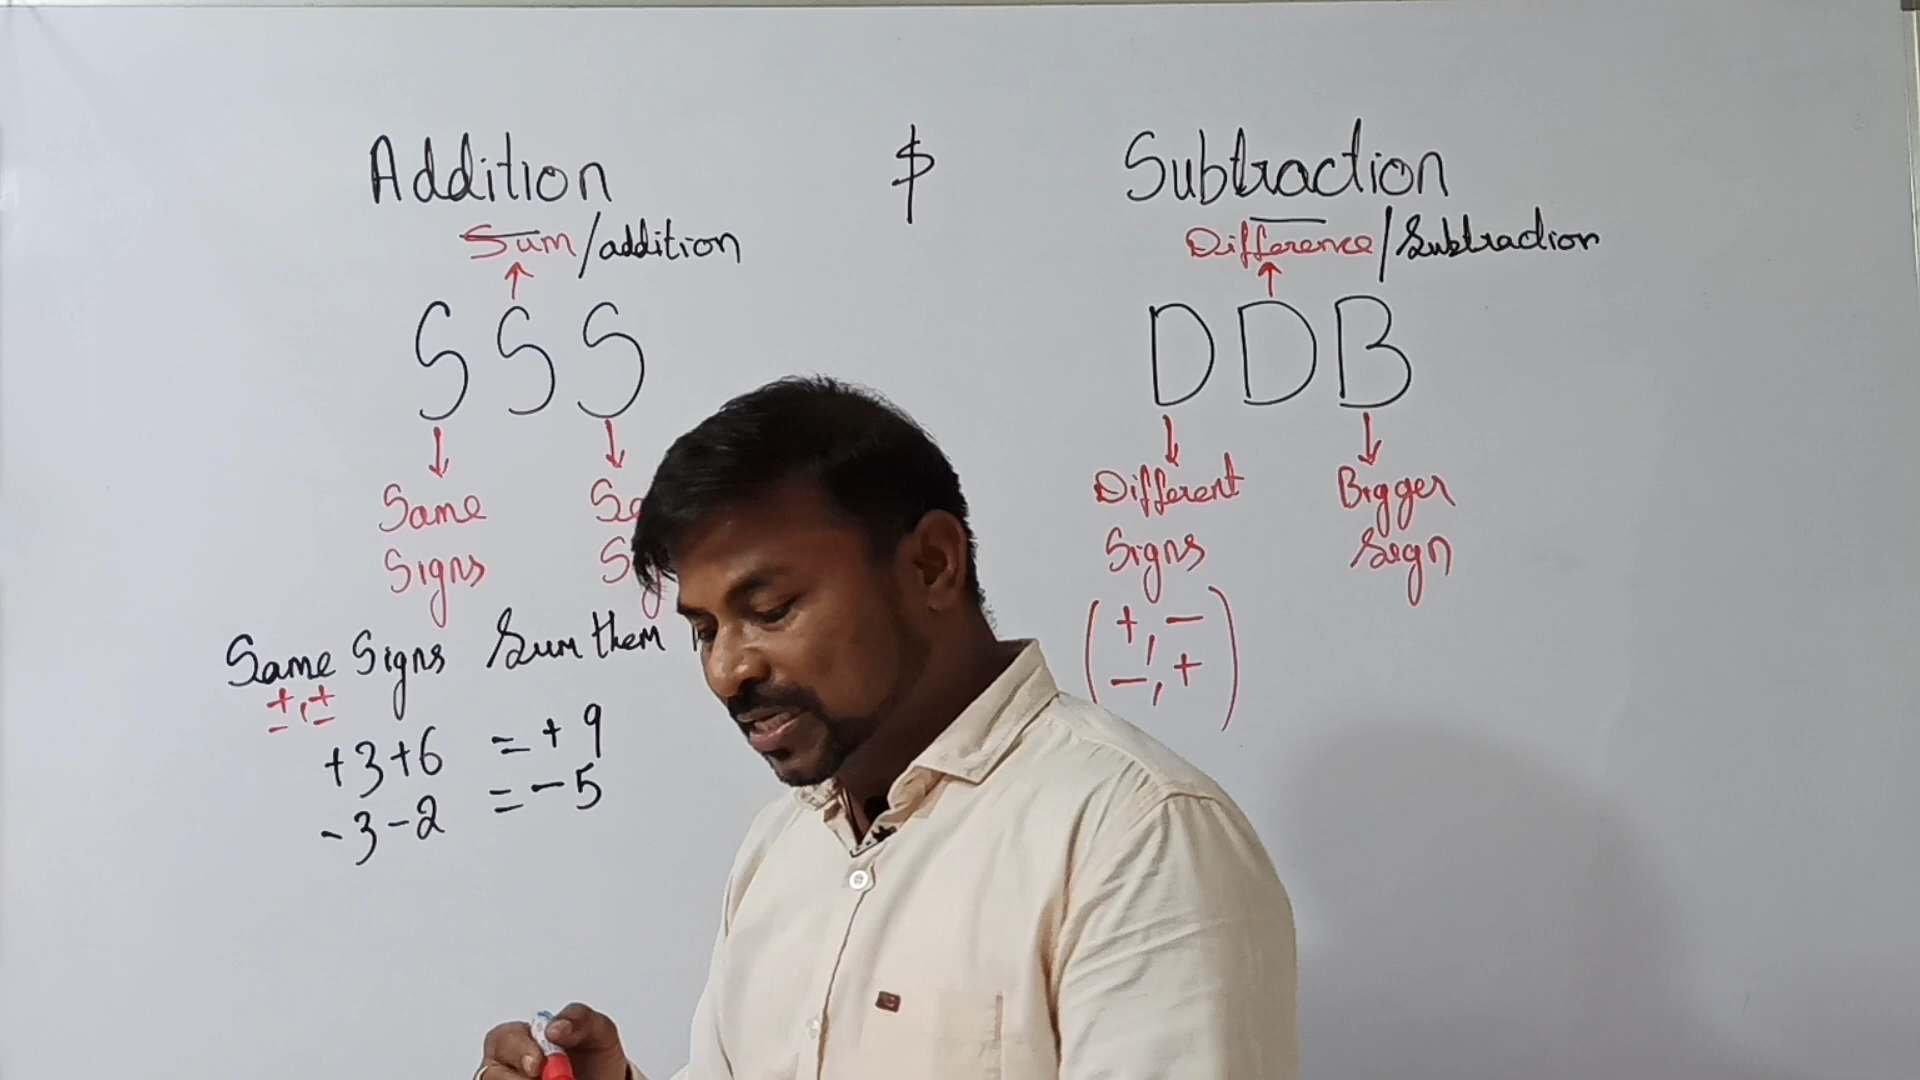 Addition $ Subtraction
Sum/addition
Difference/Subtraction
S S S
D D B
Same
Signs
Different
Signs
Bigger
Sign
(+, -
-, +)
Same Signs Sum them
+, +
- -
+3+6 = +9
-3-2 = -5